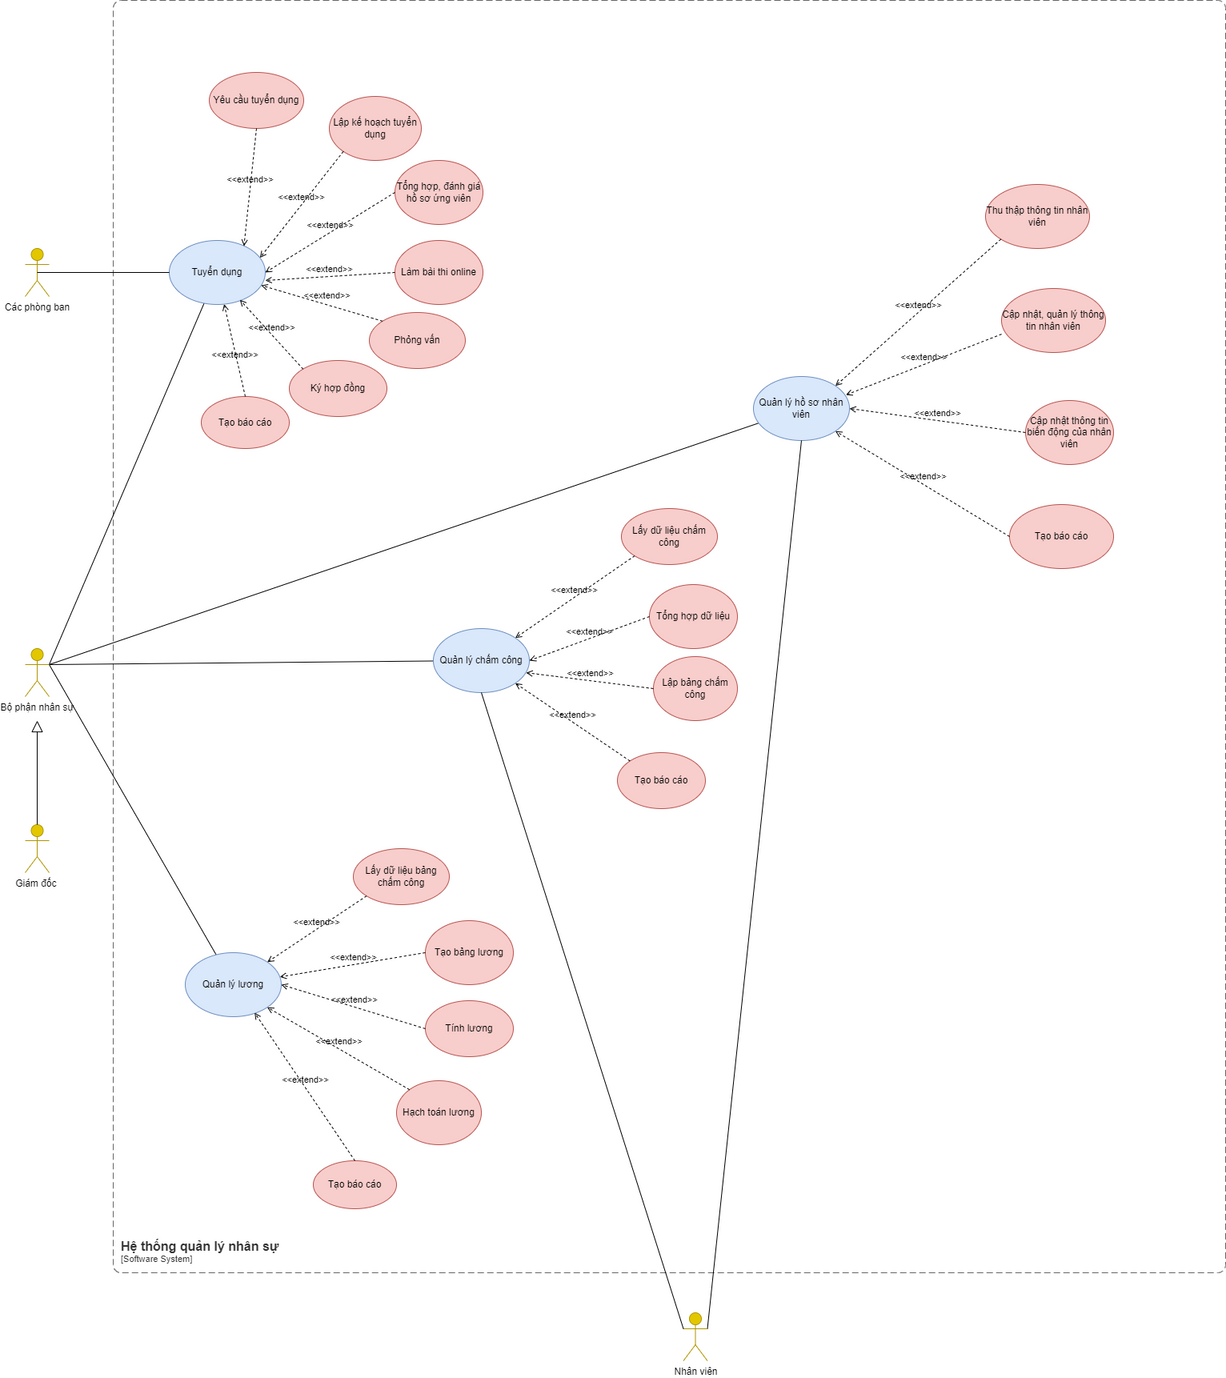 Yêu cầu tuyển dụng
Lập kế hoạch tuyển
dụng
<<extend>>
<<extend>>
Tổng hợp, đánh giá
hồ sơ ứng viên
<<extend>>
Tuyển dụng
<<extend>>
Làm bài thi online
<<extend>>
Các phòng ban
<<extend>>
Phỏng vấn
<<extend>>
Ký hợp đồng
Tạo báo cáo
Thu thập thông tin nhân
viên
<<extend>>
Cập nhật, quản lý thông
tin nhân viên
<<extend>>
Quản lý hồ sơ nhân
viên
<<extend>>
Cập nhật thông tin
biến động của nhân
viên
<<extend>>
Tạo báo cáo
Lấy dữ liệu chấm
công
<<extend>>
Tổng hợp dữ liệu
<<extend>>
Quản lý chấm công
<<extend>>
Lập bảng chấm
công
<<extend>>
Tạo báo cáo
Bộ phận nhân sự
Giám đốc
Lấy dữ liệu bảng
chấm công
<<extend>>
Tạo bảng lương
<<extend>>
Quản lý lương
<<extend>>
Tính lương
<<extend>>
<<extend>>
Hạch toán lương
Tạo báo cáo
Hệ thống quản lý nhân sự
[Software System]
Nhân viên